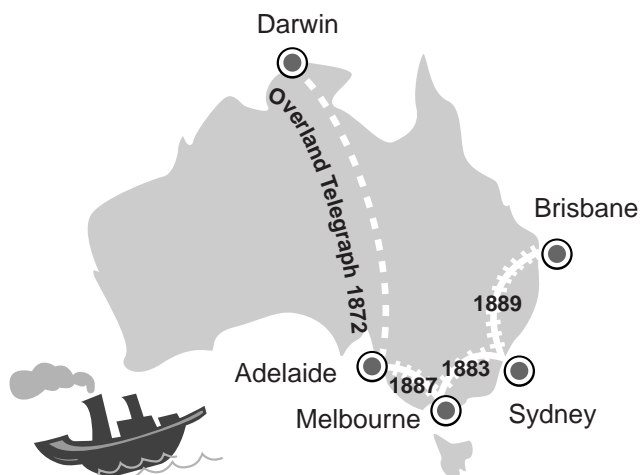 Darwin
Overland Telegraph 1872
Brisbane
1889
Adelaide
1887
1883
Melbourne
Sydney